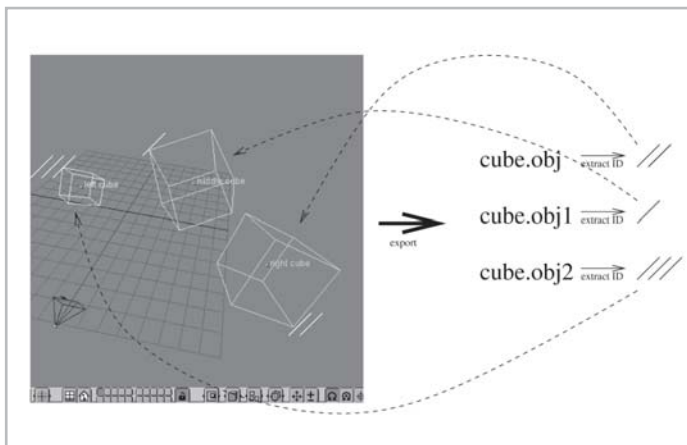 left cube
middle cube
right cube
export
cube.obj extract ID
cube.obj1 extract ID
cube.obj2 extract ID